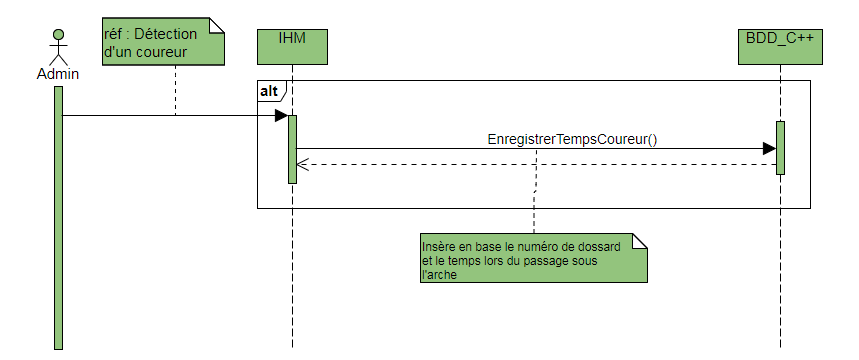 réf : Détection
d'un coureur
IHM
BDD_C++
Admin
alt
EnregistrerTempsCoureur()
Insère en base le numéro de dossard
et le temps lors du passage sous
l'arche